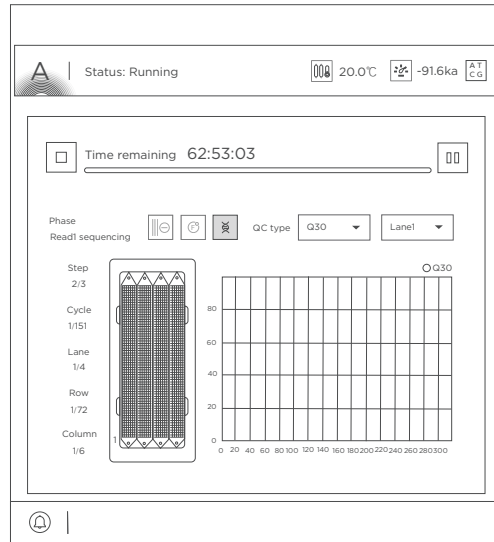 A
Status: Running
20.0℃
-91.6ka
A T
C G
Time remaining 62:53:03
Phase
Read1 sequencing
QC type
Q30
Lane1
Step
2/3
Cycle
1/151
Lane
1/4
Row
1/72
Column
1/6
1
Q30
80
60
40
20
0
0 20 40 60 80 100 120 140 160 180 200 220 240 260 280 300